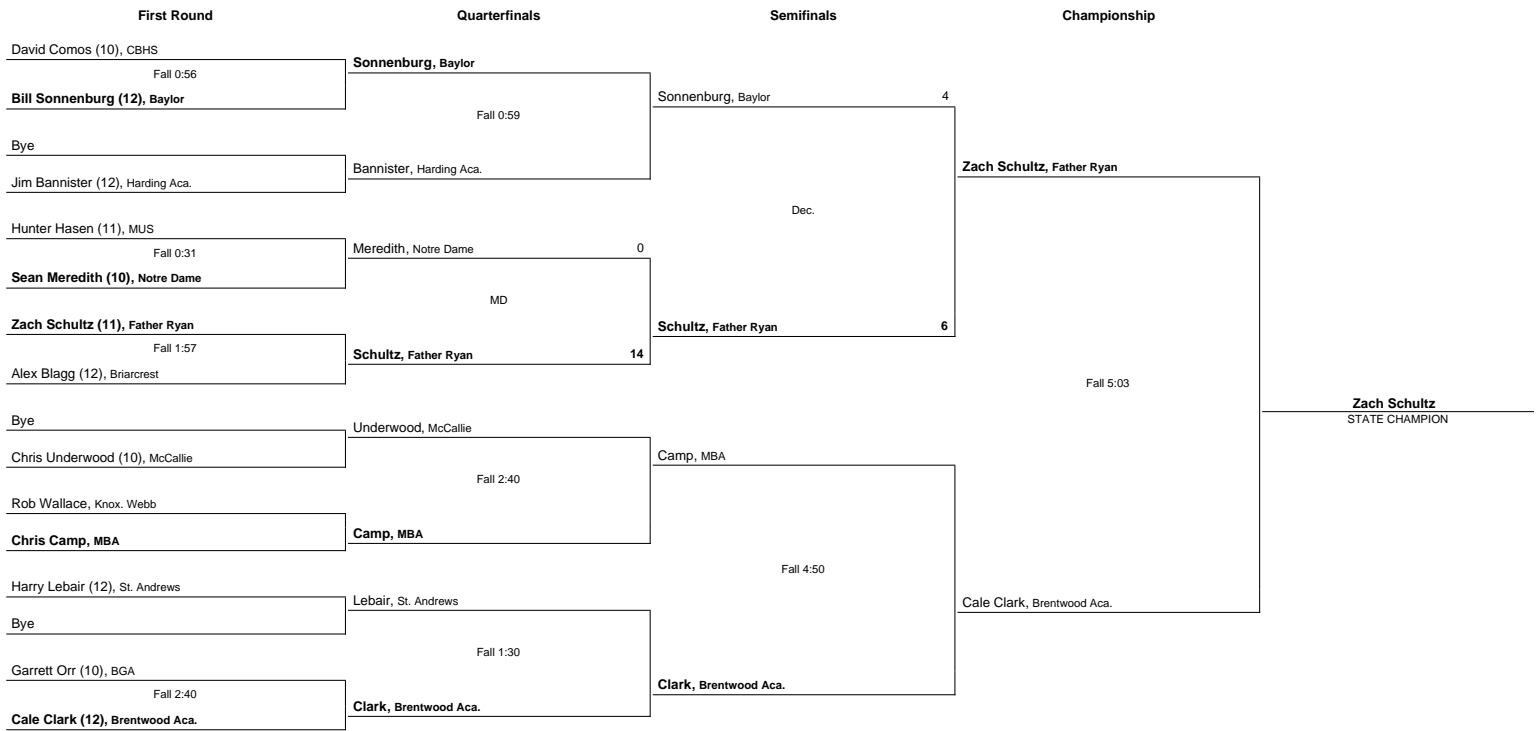 First Round
Quarterfinals
Semifinals
Championship
David Comos (10), CBHS
Fall 0:56
Bill Sonnenburg (12), Baylor
Bye
Jim Bannister (12), Harding Aca.
Hunter Hasen (11), MUS
Fall 0:31
Sean Meredith (10), Notre Dame
Zach Schultz (11), Father Ryan
Fall 1:57
Alex Blagg (12), Briarcrest
Bye
Chris Underwood (10), McCallie
Rob Wallace, Knox. Webb
Chris Camp, MBA
Harry Lebair (12), St. Andrews
Bye
Garrett Orr (10), BGA
Fall 2:40
Cale Clark (12), Brentwood Aca.
Sonnenburg, Baylor
Fall 0:59
Bannister, Harding Aca.
Meredith, Notre Dame 0
MD
Schultz, Father Ryan 14
Underwood, McCallie
Fall 2:40
Camp, MBA
Lebair, St. Andrews
Fall 1:30
Clark, Brentwood Aca.
Sonnenburg, Baylor 4
Dec.
Schultz, Father Ryan 6
Camp, MBA
Fall 4:50
Clark, Brentwood Aca.
Zach Schultz, Father Ryan
Fall 5:03
Cale Clark, Brentwood Aca.
Zach Schultz
STATE CHAMPION